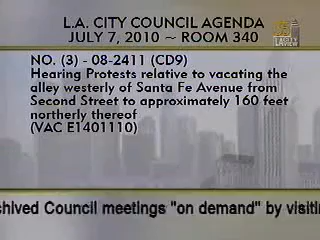 L.A. CITY COUNCIL AGENDA
JULY 7, 2010 ~ ROOM 340
NO. (3) - 08-2411 (CD9)
Hearing Protests relative to vacating the
alley westerly of Santa Fe Avenue from
Second Street to approximately 160 feet
northerly thereof
(VAC E1401110)
chived Council meetings "on demand" by visiti